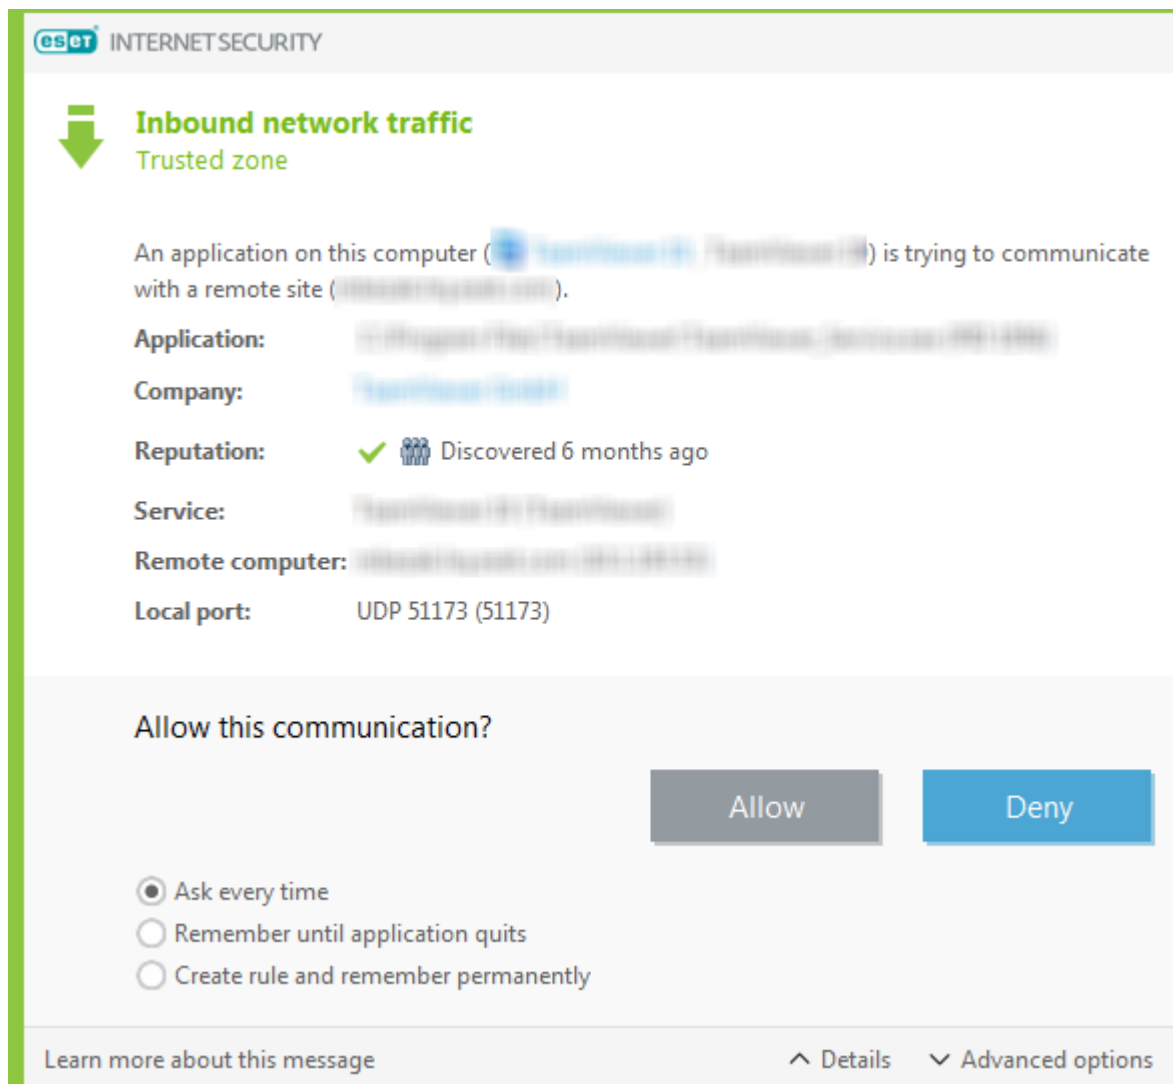 eset INTERNET SECURITY
Inbound network traffic
Trusted zone
An application on this computer ( ) is trying to communicate
with a remote site ( ).
Application:
Company:
Reputation: Discovered 6 months ago
Service:
Remote computer:
Local port: UDP 51173 (51173)
Allow this communication?
Allow Deny
Ask every time
Remember until application quits
Create rule and remember permanently
Learn more about this message Details Advanced options